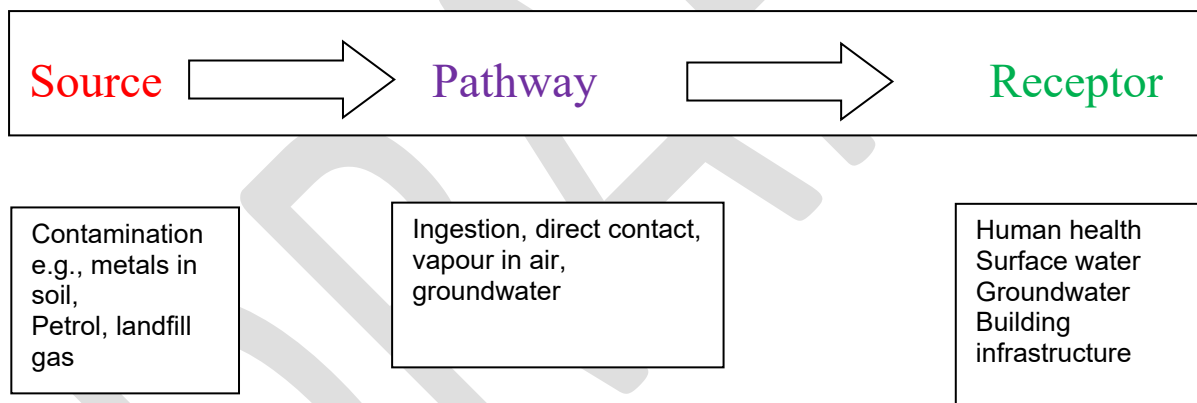 Source Pathway Receptor
Contamination
e.g., metals in
soil,
Petrol, landfill
gas
Ingestion, direct contact,
vapour in air,
groundwater
Human health
Surface water
Groundwater
Building
infrastructure